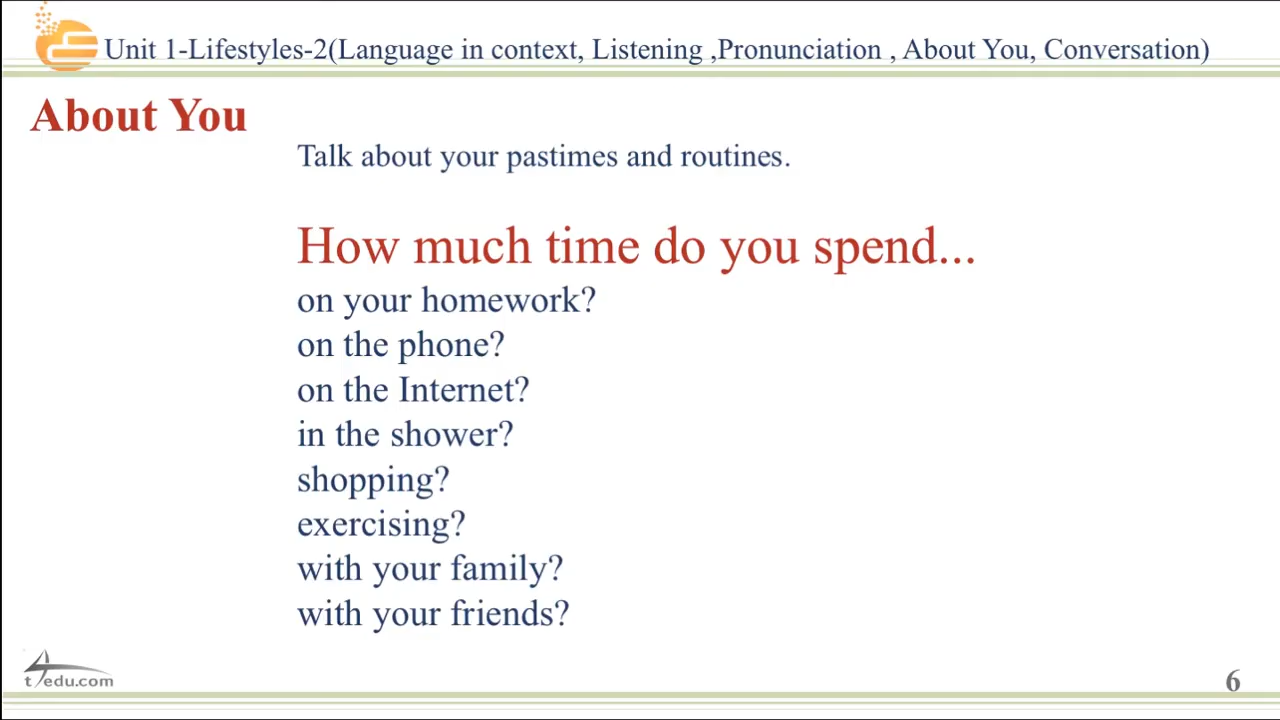 Unit 1-Lifestyles-2(Language in context, Listening ,Pronunciation , About You, Conversation)
About You
Talk about your pastimes and routines.
How much time do you spend...
on your homework?
on the phone?
on the Internet?
in the shower?
shopping?
exercising?
with your family?
with your friends?
t4edu.com
6